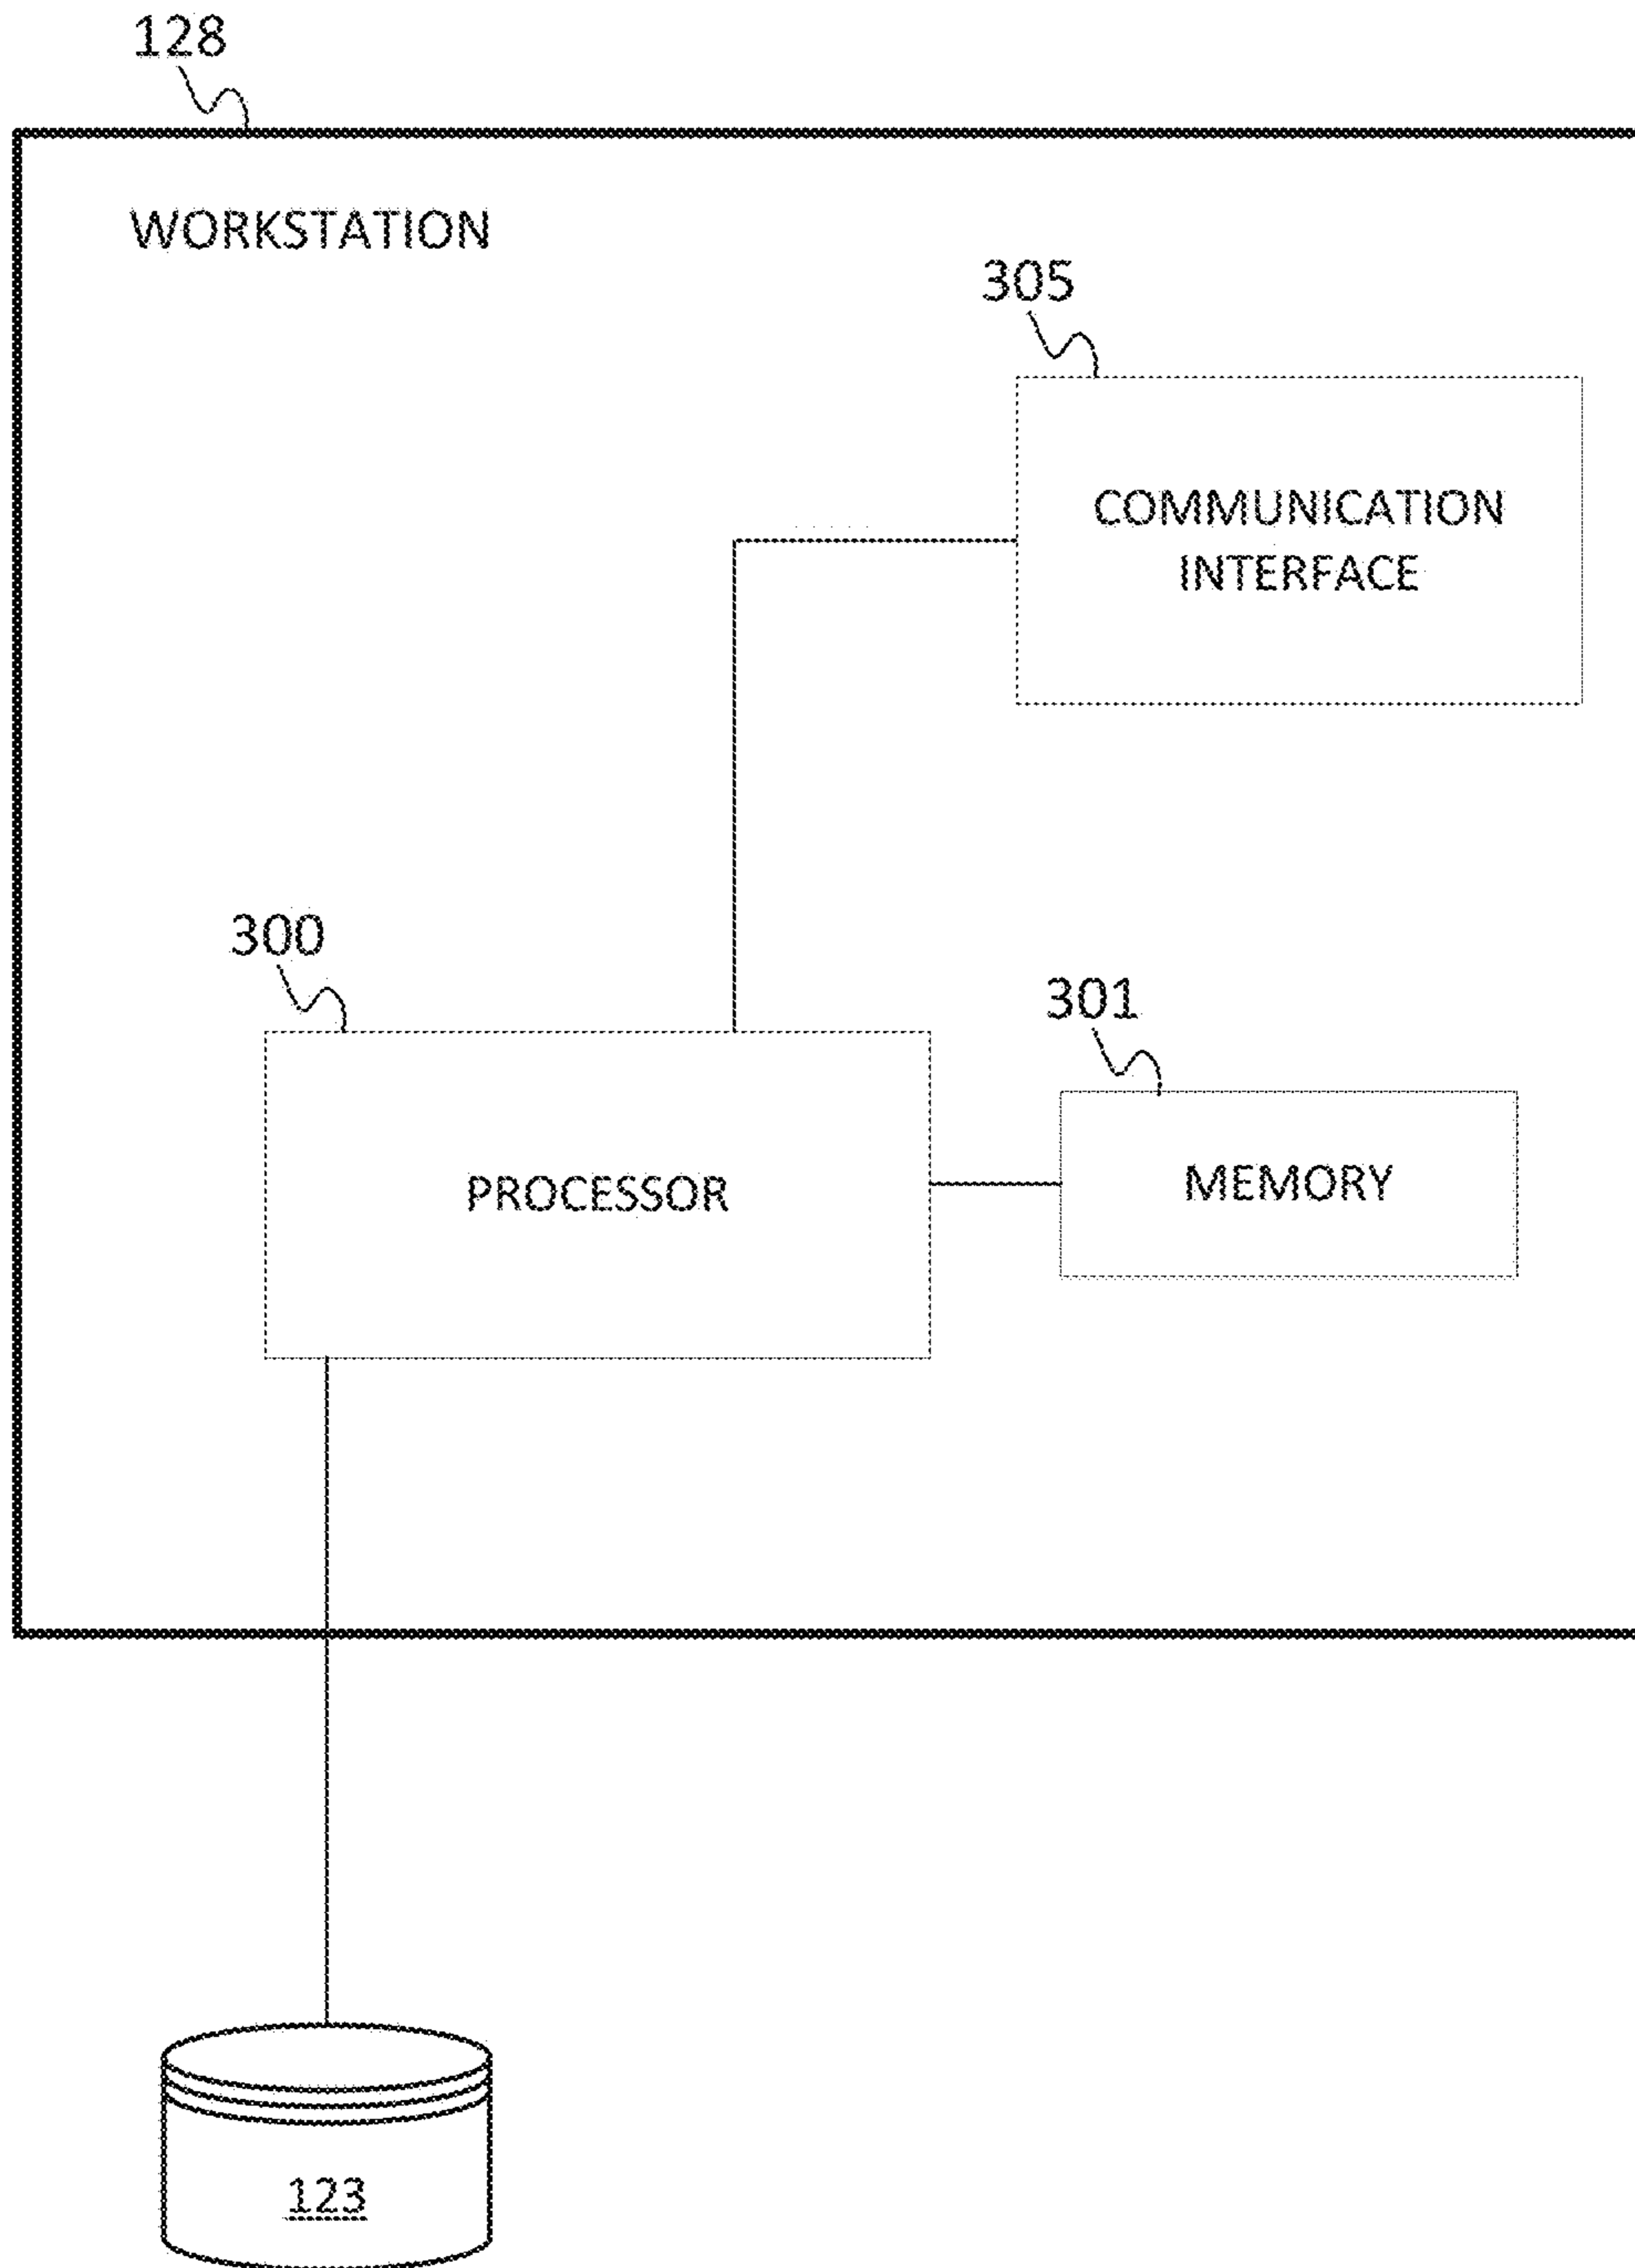 128
WORKSTATION
305
COMMUNICATION
INTERFACE
300
301
PROCESSOR
MEMORY
123